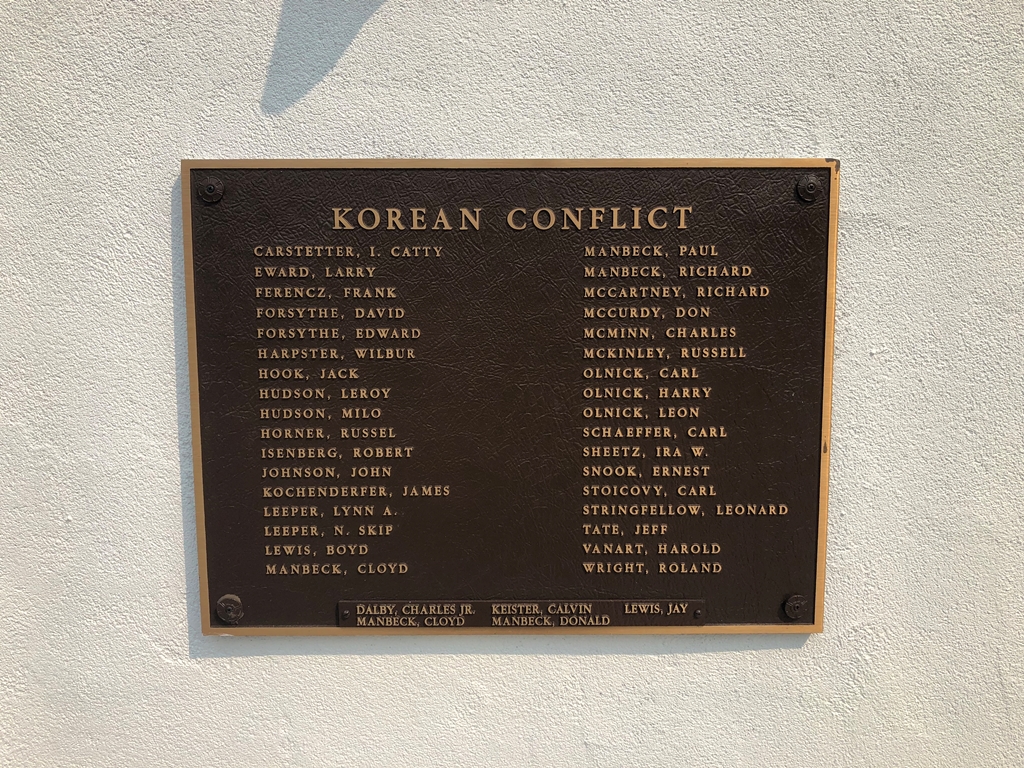 KOREAN CONFLICT
CARSTETTER, I. CATTY
EWARD, LARRY
FERENCZ, FRANK
FORSYTHE, DAVID
FORSYTHE, EDWARD
HARPSTER, WILBUR
HOOK, JACK
HUDSON, LEROY
HUDSON, MILO
HORNER, RUSSEL
ISENBERG, ROBERT
JOHNSON, JOHN
KOCHENDERFER, JAMES
LEEPER, LYNN A.
LEEPER, N. SKIP
LEWIS, BOYD
MANBECK, CLOYD
MANBECK, PAUL
MANBECK, RICHARD
MCCARTNEY, RICHARD
MCCURDY, DON
MCMINN, CHARLES
MCKINLEY, RUSSELL
OLNICK, CARL
OLNICK, HARRY
OLNICK, LEON
SCHAEFFER, CARL
SHEETZ, IRA W.
SNOOK, ERNEST
STOICOVY, CARL
STRINGFELLOW, LEONARD
TATE, JEFF
VANART, HAROLD
WRIGHT, ROLAND
DALBY, CHARLES JR. KEISTER, CALVIN LEWIS, JAY
MANBECK, CLOYD MANBECK, DONALD